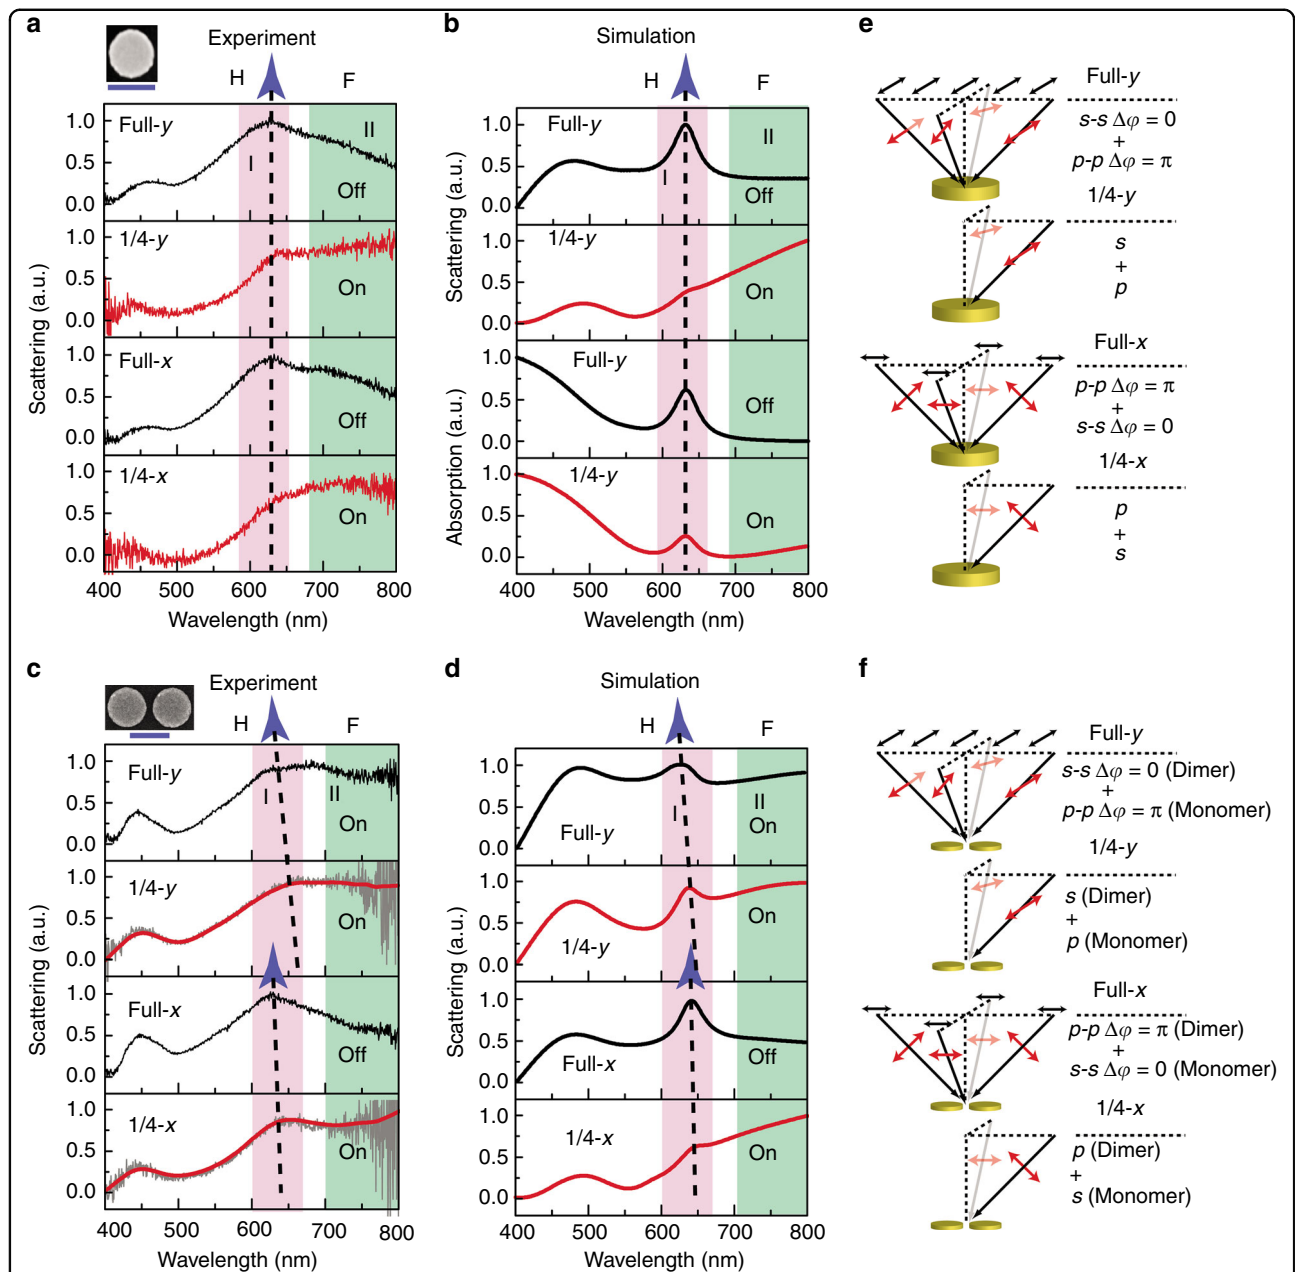 a
Experiment
H
F
Full-y
I
II
Off
1/4-y
On
Full-x
Off
1/4-x
On
1.0
0.5
0.0
1.0
0.5
0.0
1.0
0.5
0.0
1.0
0.5
0.0
Scattering (a.u.)
400 500 600 700 800
Wavelength (nm)
b
Simulation
H
F
Full-y
I
II
Off
1/4-y
On
Full-y
Off
1/4-y
On
1.0
0.5
0.0
1.0
0.5
0.0
1.0
0.5
0.0
1.0
0.5
0.0
Scattering (a.u.)
Absorption (a.u.)
400 500 600 700 800
Wavelength (nm)
e
Full-y
s-s Δφ = 0
+
p-p Δφ = π
1/4-y
s
+
p
Full-x
p-p Δφ = π
+
s-s Δφ = 0
1/4-x
p
+
s
c
Experiment
H
F
Full-y
I
II
On
1/4-y
On
Full-x
Off
1/4-x
On
1.0
0.5
0.0
1.0
0.5
0.0
1.0
0.5
0.0
1.0
0.5
0.0
Scattering (a.u.)
400 500 600 700 800
Wavelength (nm)
d
Simulation
H
F
Full-y
I
II
On
1/4-y
On
Full-x
Off
1/4-x
On
1.0
0.5
0.0
1.0
0.5
0.0
1.0
0.5
0.0
1.0
0.5
0.0
Scattering (a.u.)
400 500 600 700 800
Wavelength (nm)
f
Full-y
s-s Δφ = 0 (Dimer)
+
p-p Δφ = π (Monomer)
1/4-y
s (Dimer)
+
p (Monomer)
Full-x
p-p Δφ = π (Dimer)
+
s-s Δφ = 0 (Monomer)
1/4-x
p (Dimer)
+
s (Monomer)